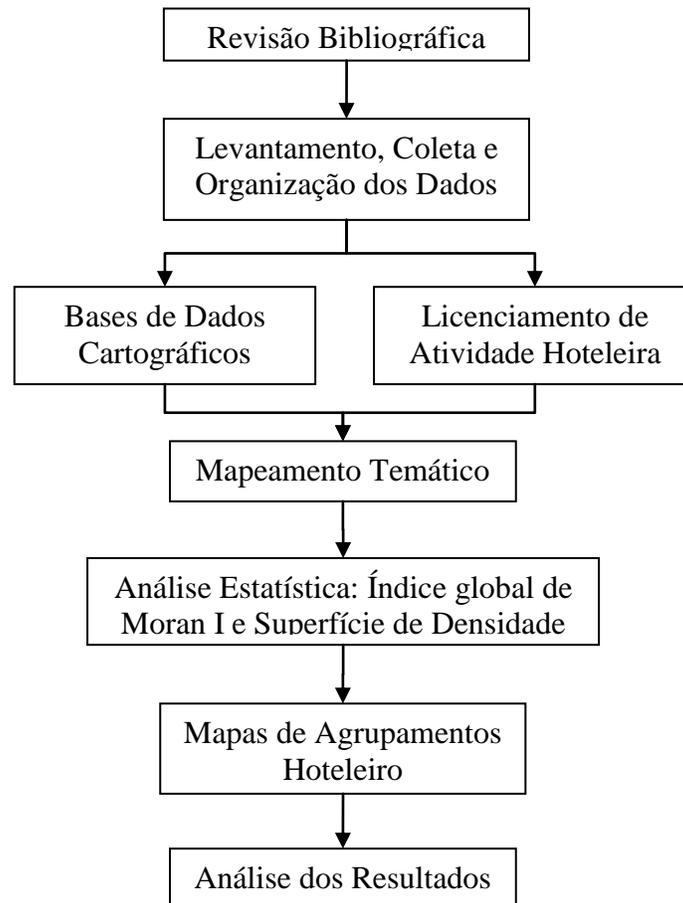 Revisão Bibliográfica
Levantamento, Coleta e
Organização dos Dados
Bases de Dados
Cartográficos
Licenciamento de
Atividade Hoteleira
Mapeamento Temático
Análise Estatística: Índice global de
Moran I e Superfície de Densidade
Mapas de Agrupamentos
Hoteleiro
Análise dos Resultados